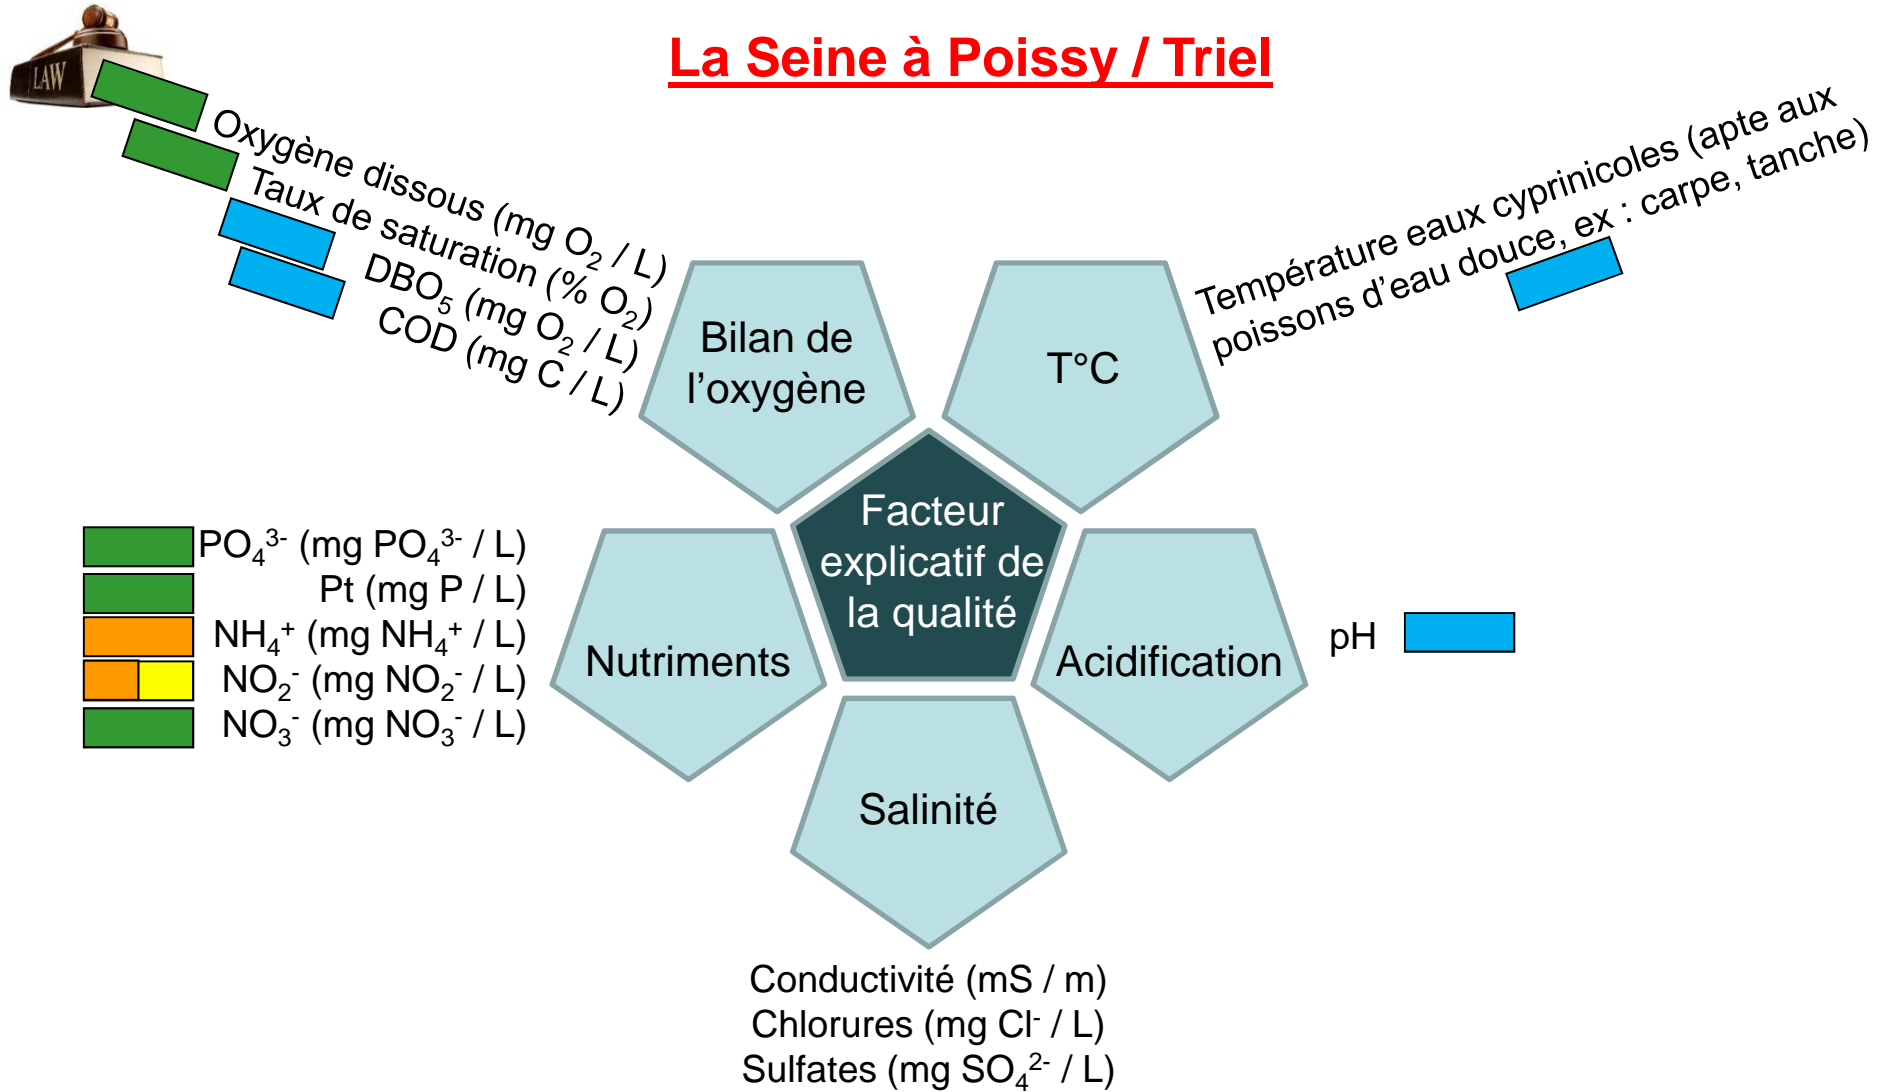 La Seine à Poissy / Triel
LAW
Oxygène dissous (mg O₂ / L)
Taux de saturation (% O₂)
DBO₅ (mg O₂ / L)
COD (mg C / L)
Température eaux cyprinicoles (apte aux
poissons d’eau douce, ex : carpe, tanche)
Bilan de
l’oxygène
T°C
Facteur
explicatif de
la qualité
PO₄³⁻ (mg PO₄³⁻ / L)
Pt (mg P / L)
NH₄⁺ (mg NH₄⁺ / L)
NO₂⁻ (mg NO₂⁻ / L)
NO₃⁻ (mg NO₃⁻ / L)
Nutriments
Acidification
pH
Salinité
Conductivité (mS / m)
Chlorures (mg Cl⁻ / L)
Sulfates (mg SO₄²⁻ / L)